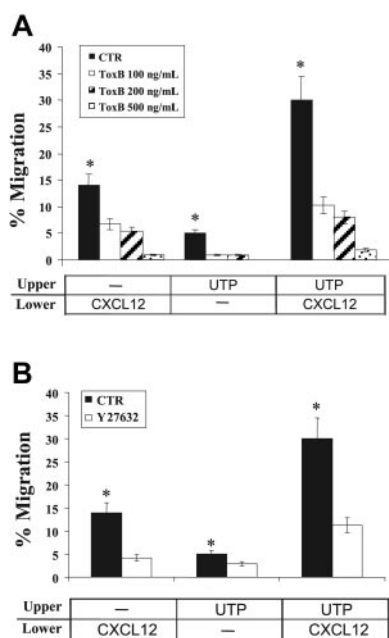 A
% Migration
40
35
30
25
20
15
10
5
0
CTR
ToxB 100 ng/mL
ToxB 200 ng/mL
ToxB 500 ng/mL
*
*
*
Upper — UTP UTP
Lower CXCL12 — CXCL12
B
% Migration
40
35
30
25
20
15
10
5
0
CTR
Y27632
*
*
*
Upper — UTP UTP
Lower CXCL12 — CXCL12